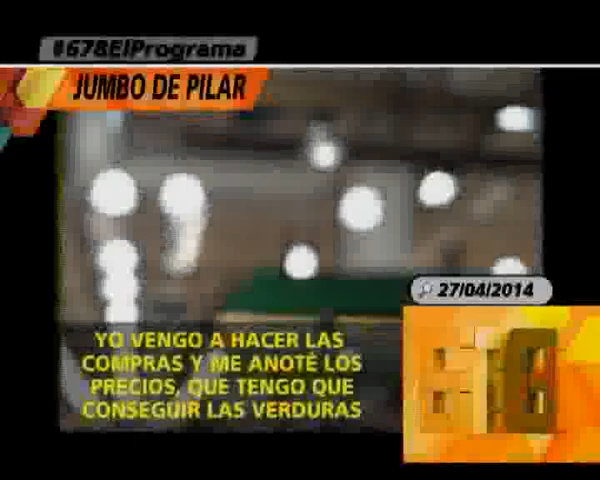 #678ElPrograma
JUMBO DE PILAR
27/04/2014
YO VENGO A HACER LAS
COMPRAS Y ME ANOTÉ LOS
PRECIOS, QUE TENGO QUE
CONSEGUIR LAS VERDURAS